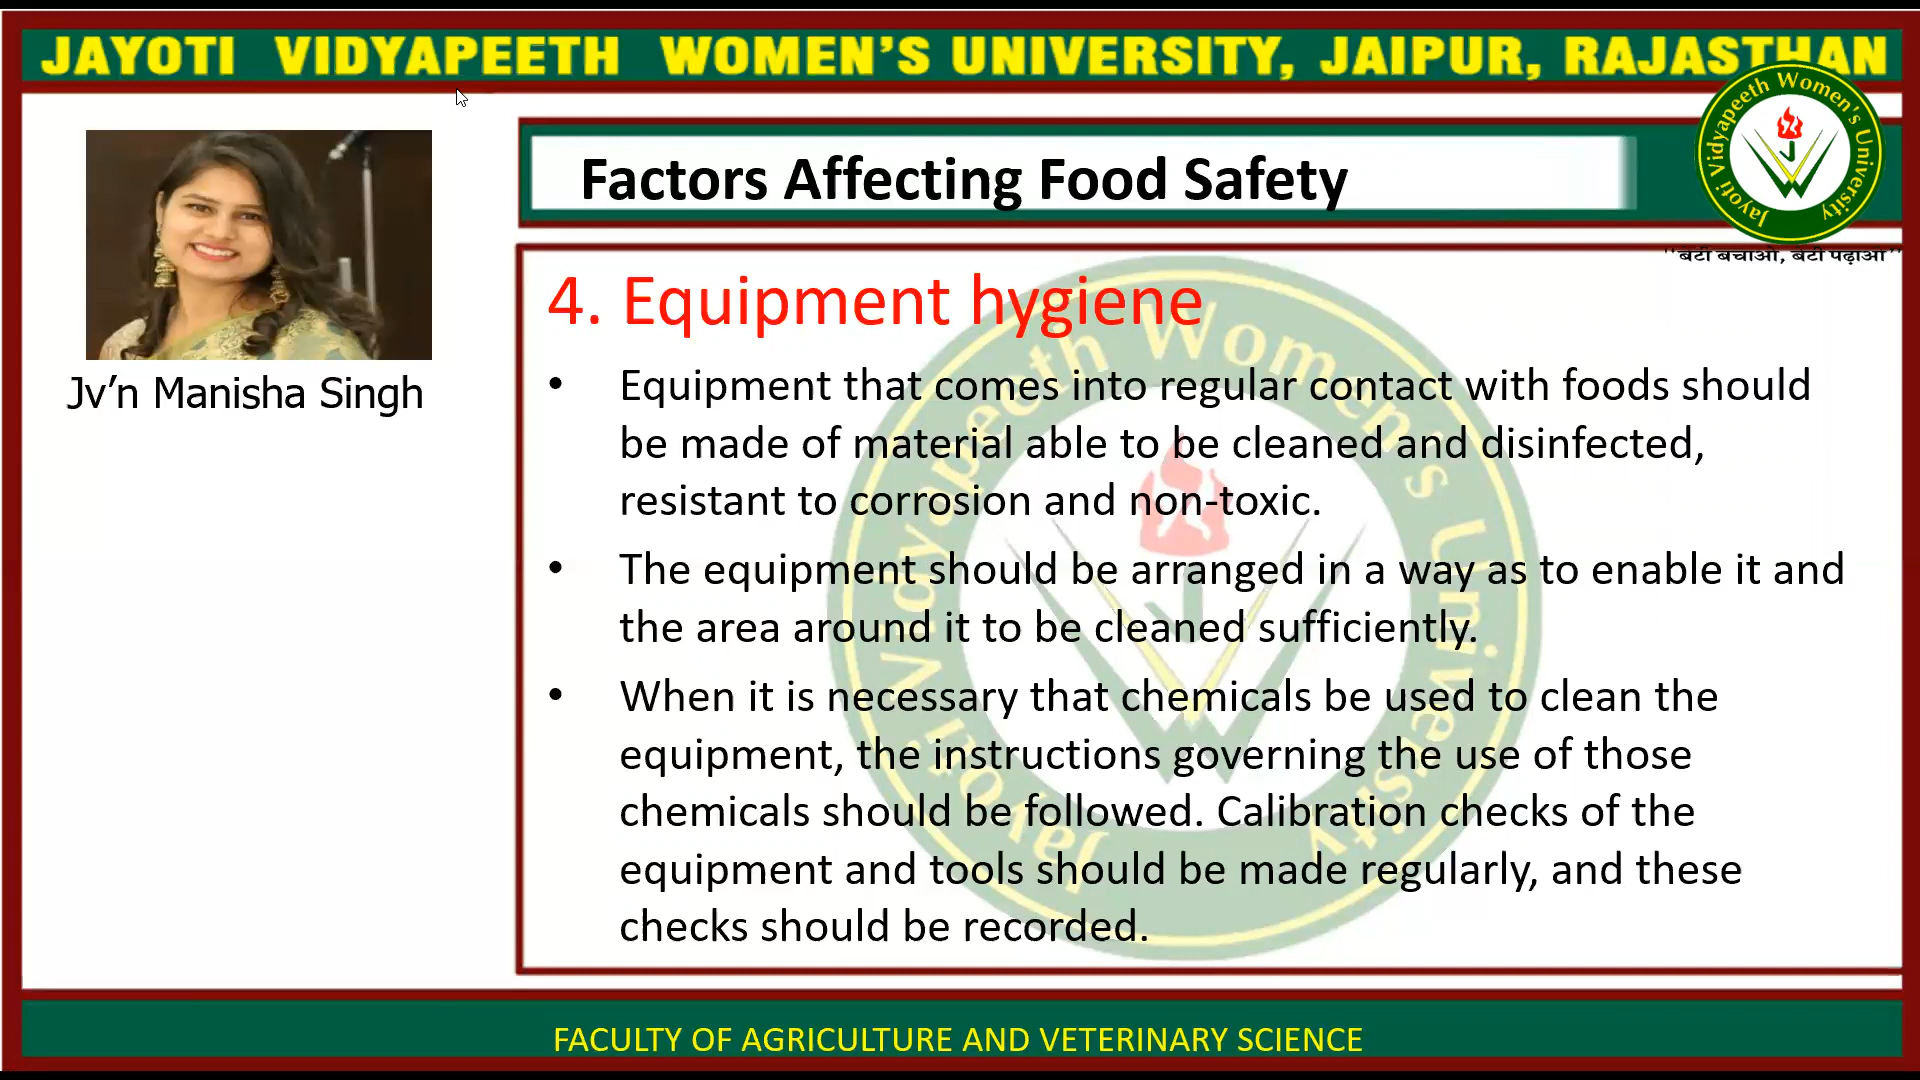 JAYOTI VIDYAPEETH WOMEN'S UNIVERSITY, JAIPUR, RAJASTHAN
Jayoti Vidyapeeth Women's University
"बेटी बचाओ, बेटी पढ़ाओ"
Jv'n Manisha Singh
Factors Affecting Food Safety
4. Equipment hygiene
• Equipment that comes into regular contact with foods should
be made of material able to be cleaned and disinfected,
resistant to corrosion and non-toxic.
• The equipment should be arranged in a way as to enable it and
the area around it to be cleaned sufficiently.
• When it is necessary that chemicals be used to clean the
equipment, the instructions governing the use of those
chemicals should be followed. Calibration checks of the
equipment and tools should be made regularly, and these
checks should be recorded.
Jayoti Vidyapeeth Women's University
FACULTY OF AGRICULTURE AND VETERINARY SCIENCE